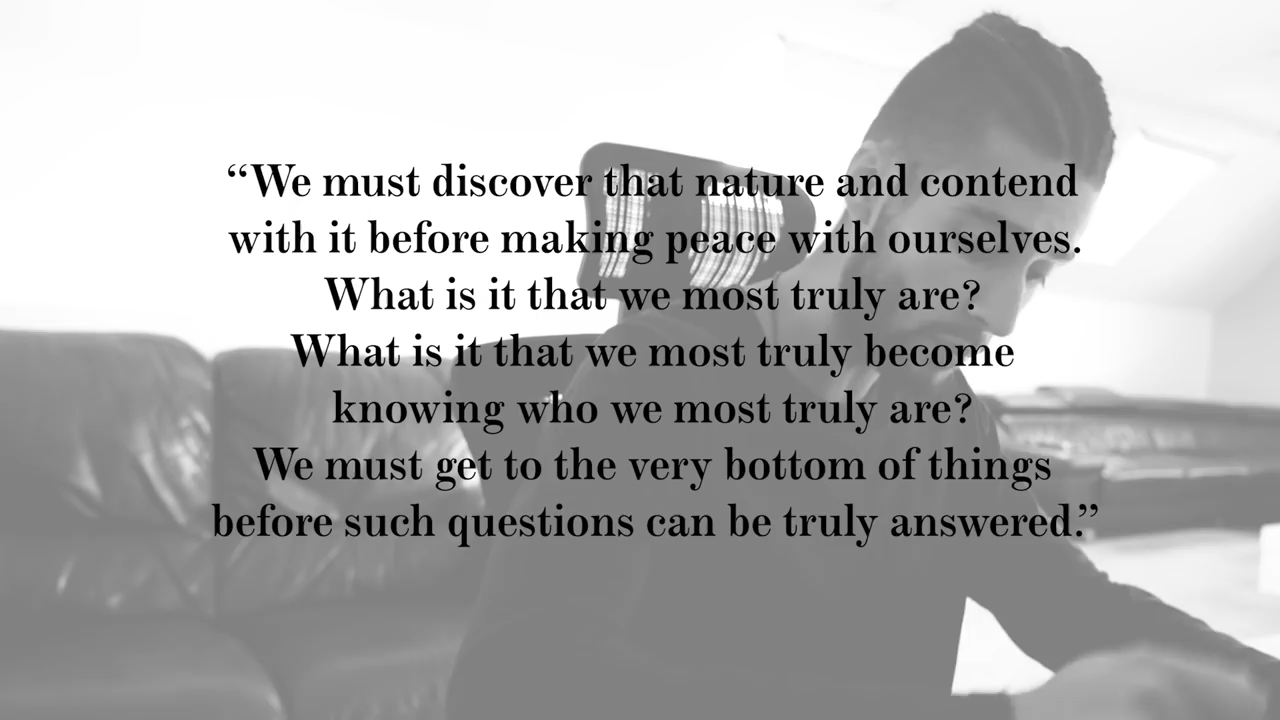 “We must discover that nature and contend
with it before making peace with ourselves.
What is it that we most truly are?
What is it that we most truly become
knowing who we most truly are?
We must get to the very bottom of things
before such questions can be truly answered.”